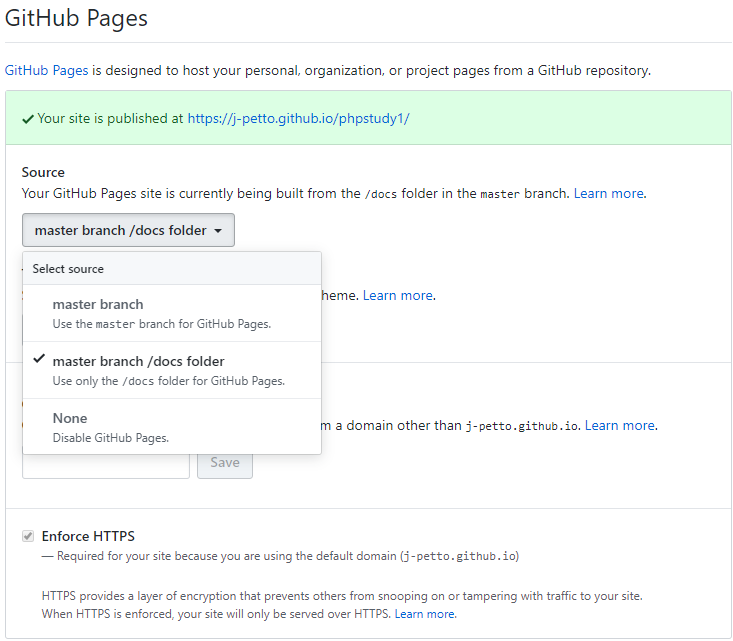 GitHub Pages
GitHub Pages is designed to host your personal, organization, or project pages from a GitHub repository.
Your site is published at https://j-petto.github.io/phpstudy1/
Source
Your GitHub Pages site is currently being built from the /docs folder in the master branch. Learn more.
master branch /docs folder
Select source
heme. Learn more.
master branch
Use the master branch for GitHub Pages.
master branch /docs folder
Use only the /docs folder for GitHub Pages.
None
m a domain other than j-petto.github.io. Learn more.
Disable GitHub Pages.
Save
Enforce HTTPS
— Required for your site because you are using the default domain (j-petto.github.io)
HTTPS provides a layer of encryption that prevents others from snooping on or tampering with traffic to your site.
When HTTPS is enforced, your site will only be served over HTTPS. Learn more.